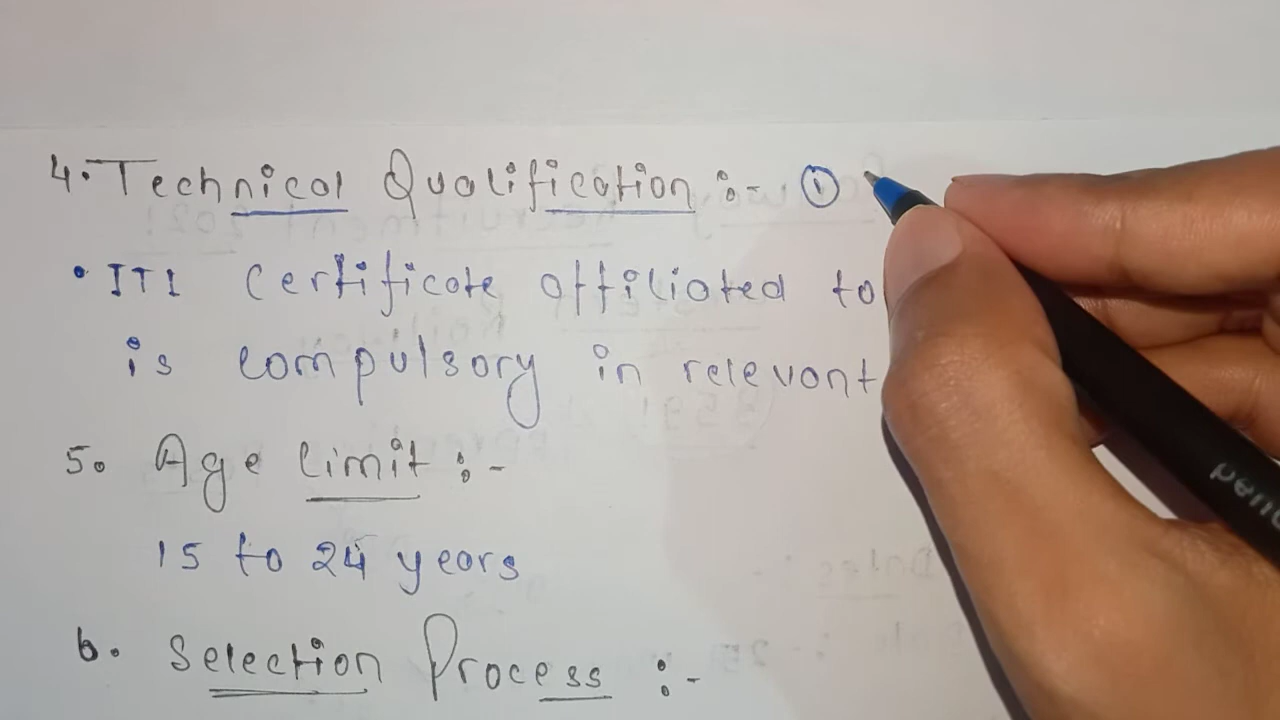 4. Technical Qualification :- ①
• ITI Certificate affiliated to
is compulsory in relevant
5. Age limit :-
15 to 24 years
6. Selection Process :-